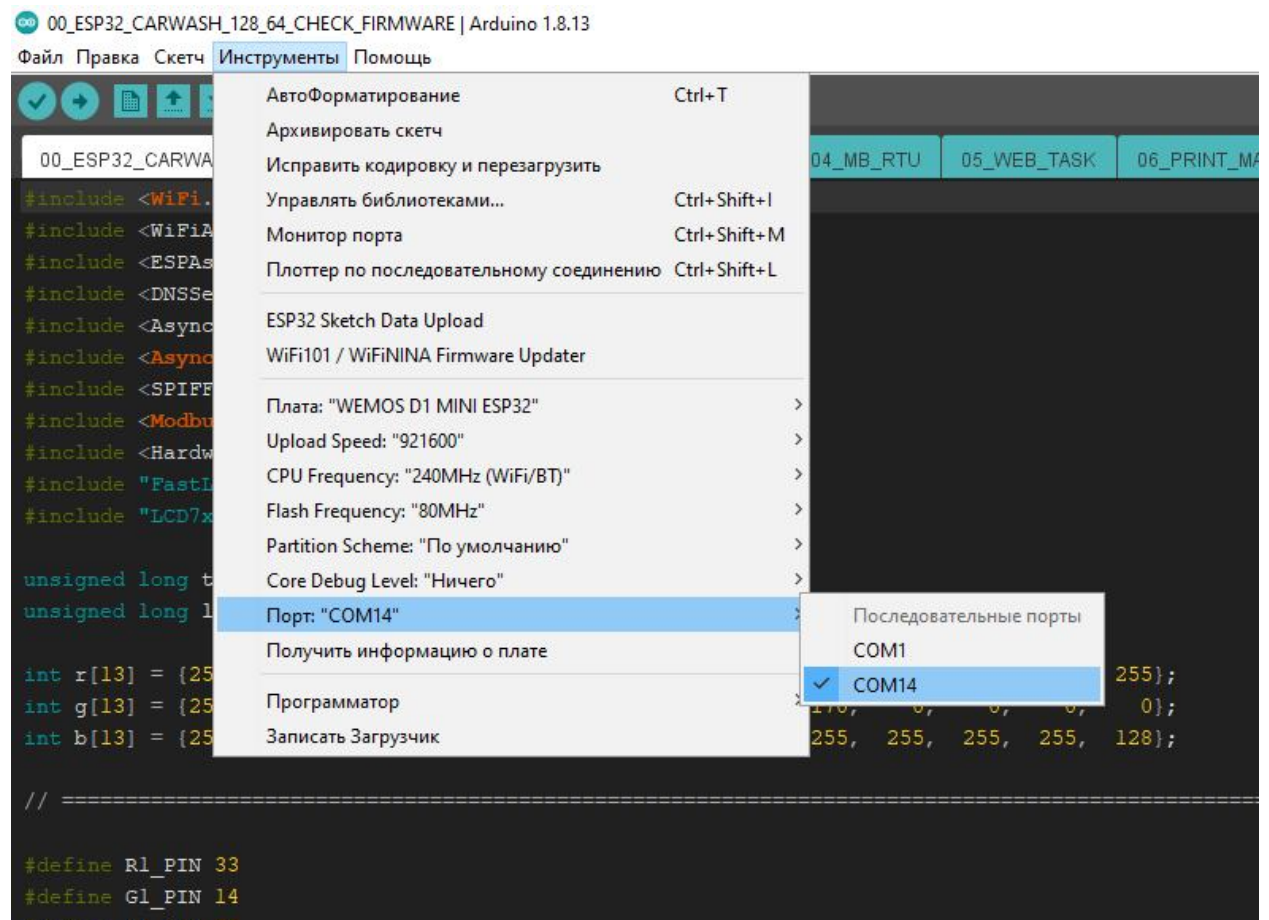 00_ESP32_CARWASH_128_64_CHECK_FIRMWARE | Arduino 1.8.13
Файл Правка Скетч Инструменты Помощь
АвтоФорматирование Ctrl+T
Архивировать скетч
Исправить кодировку и перезагрузить
Управлять библиотеками... Ctrl+Shift+I
Монитор порта Ctrl+Shift+M
Плоттер по последовательному соединению Ctrl+Shift+L
ESP32 Sketch Data Upload
WiFi101 / WiFiNINA Firmware Updater
Плата: "WEMOS D1 MINI ESP32"
Upload Speed: "921600"
CPU Frequency: "240MHz (WiFi/BT)"
Flash Frequency: "80MHz"
Partition Scheme: "По умолчанию"
Core Debug Level: "Ничего"
Порт: "COM14"
Получить информацию о плате
Программатор
Записать Загрузчик
Последовательные порты
COM1
COM14
00_ESP32_CARWA 04_MB_RTU 05_WEB_TASK 06_PRINT_MA
#include <WiFi.
#include <WiFiA
#include <ESPAs
#include <DNSSe
#include <Async
#include <Async
#include <SPIFF
#include <Modbu
#include <Hardw
#include "FastL
#include "LCD7x
unsigned long t
unsigned long l
int r[13] = {25 255};
int g[13] = {25 0, 0, 0, 0};
int b[13] = {25 255, 255, 255, 255, 128};
// ====================================================================================
#define R1_PIN 33
#define G1_PIN 14